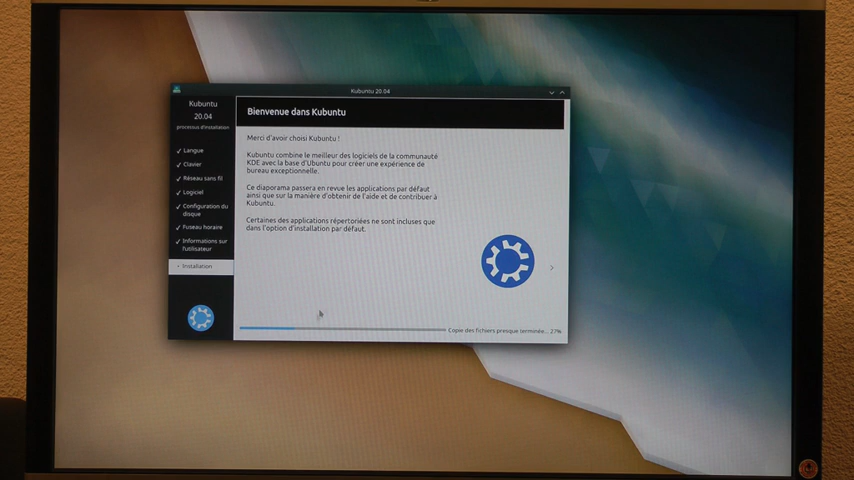 Kubuntu 20.04
Kubuntu
20.04
processus d'installation
Langue
Clavier
Réseau sans fil
Logiciel
Configuration du
disque
Fuseau horaire
Informations sur
l'utilisateur
Installation
Bienvenue dans Kubuntu
Merci d'avoir choisi Kubuntu !
Kubuntu combine le meilleur des logiciels de la communauté
KDE avec la base d'Ubuntu pour créer une expérience de
bureau exceptionnelle.
Ce diaporama passera en revue les applications par défaut
ainsi que sur la manière d'obtenir de l'aide et de contribuer à
Kubuntu.
Certaines des applications répertoriées ne sont incluses que
dans l'option d'installation par défaut.
Copie des fichiers presque terminée... 27%